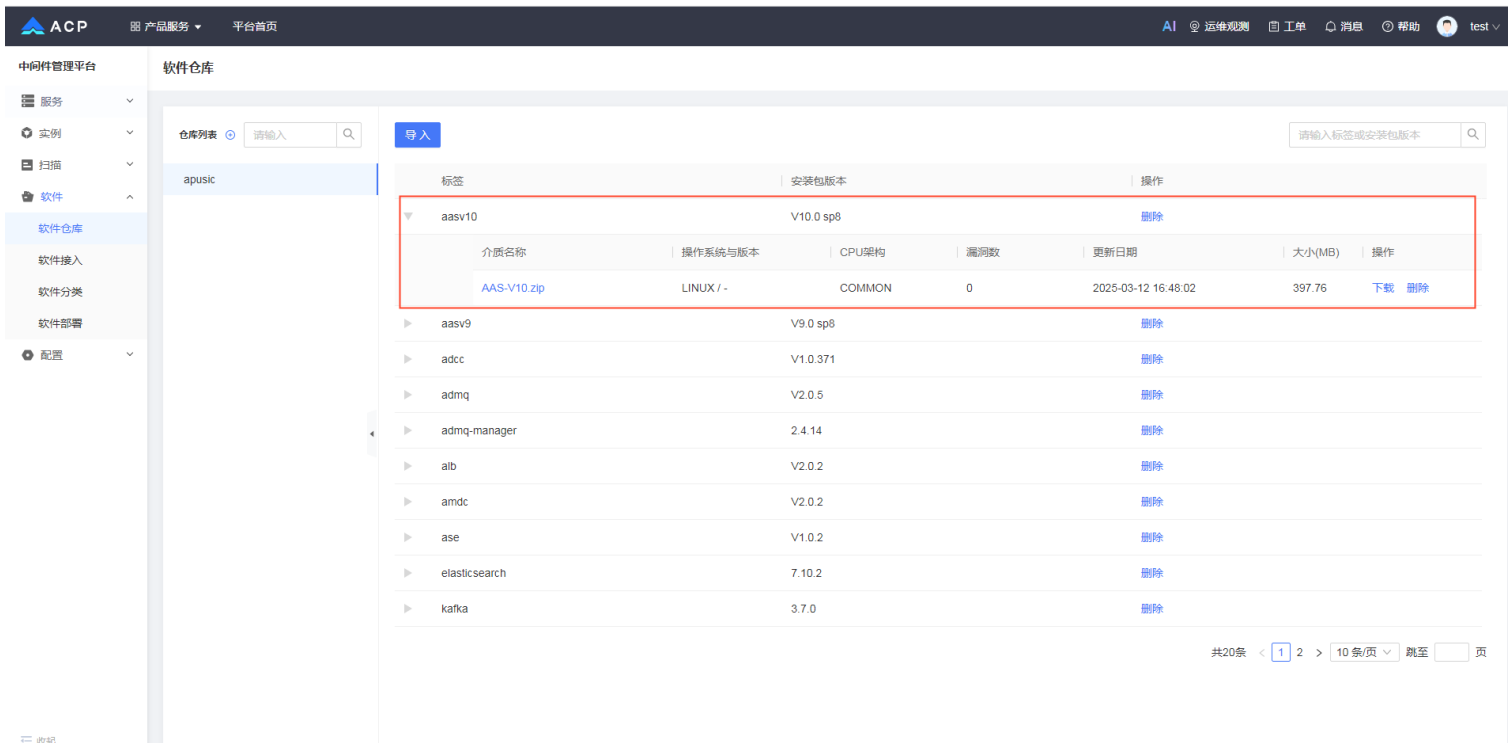 ACP 产品服务 平台首页 AI 运维观测 工单 消息 帮助 test
中间件管理平台
软件仓库
服务
实例
扫描
软件
软件仓库
软件接入
软件分类
软件部署
配置
收起
仓库列表 请输入
apusic
导入 请输入标签或安装包版本
标签 安装包版本 操作
aasv10 V10.0 sp8 删除
介质名称 操作系统与版本 CPU架构 漏洞数 更新日期 大小(MB) 操作
AAS-V10.zip LINUX / - COMMON 0 2025-03-12 16:48:02 397.76 下载 删除
aasv9 V9.0 sp8 删除
adcc V1.0.371 删除
admq V2.0.5 删除
admq-manager 2.4.14 删除
alb V2.0.2 删除
amdc V2.0.2 删除
ase V1.0.2 删除
elasticsearch 7.10.2 删除
kafka 3.7.0 删除
共20条 < 1 2 > 10 条/页 跳至 页